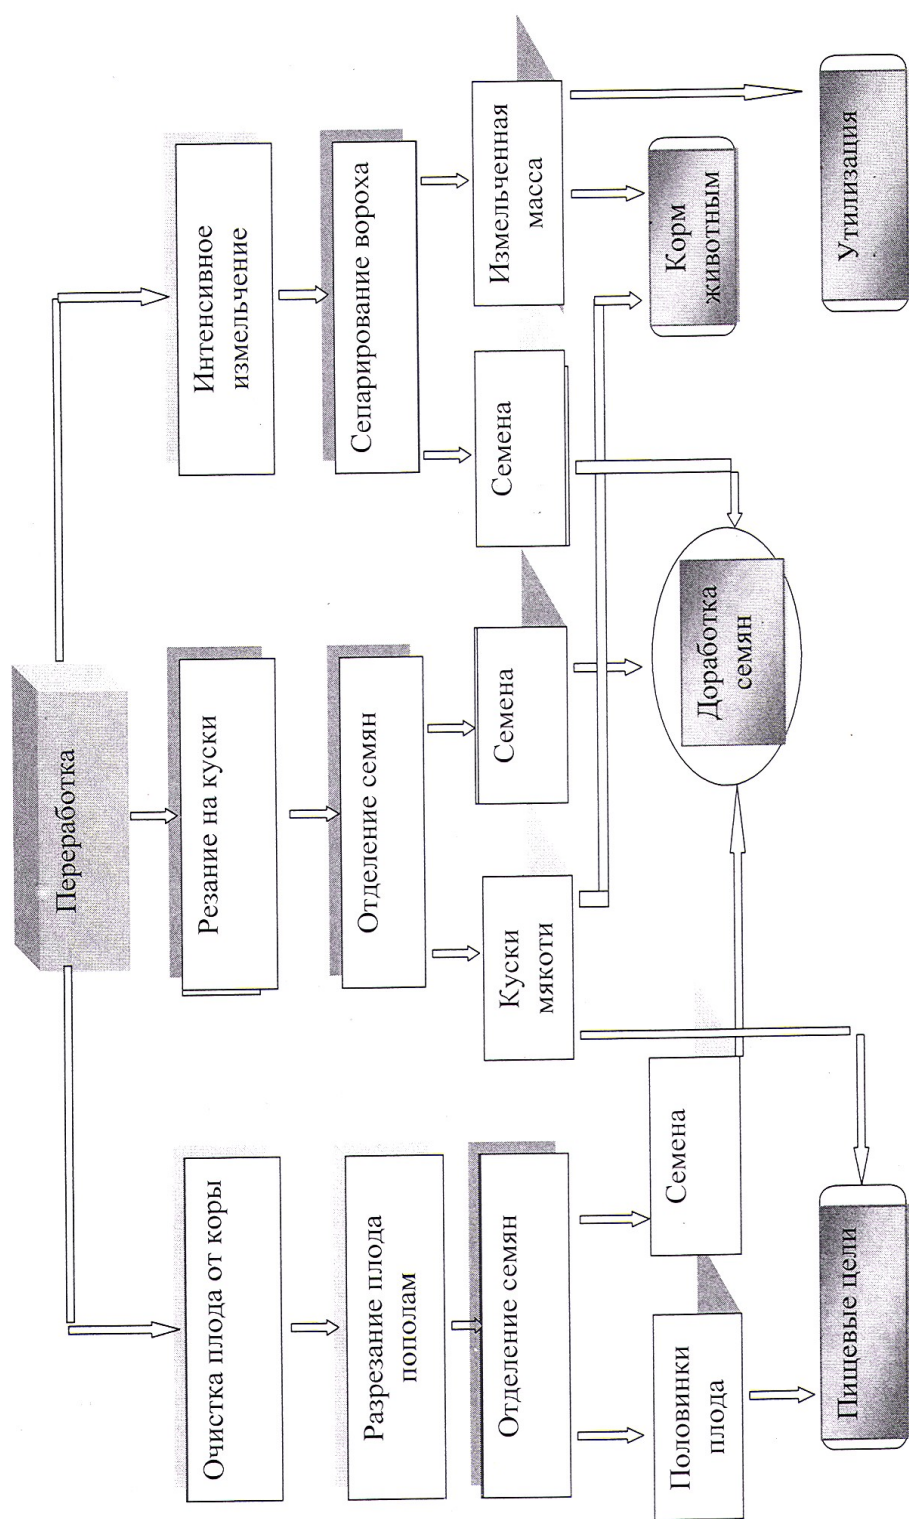 Переработка
Очистка плода от коры
Резание на куски
Интенсивное
измельчение
Разрезание плода
пополам
Отделение семян
Сепарирование вороха
Отделение семян
Куски
мякоти
Семена
Семена
Измельченная
масса
Половинки
плода
Семена
Доработка
семян
Корм
животным
Пищевые цели
Утилизация